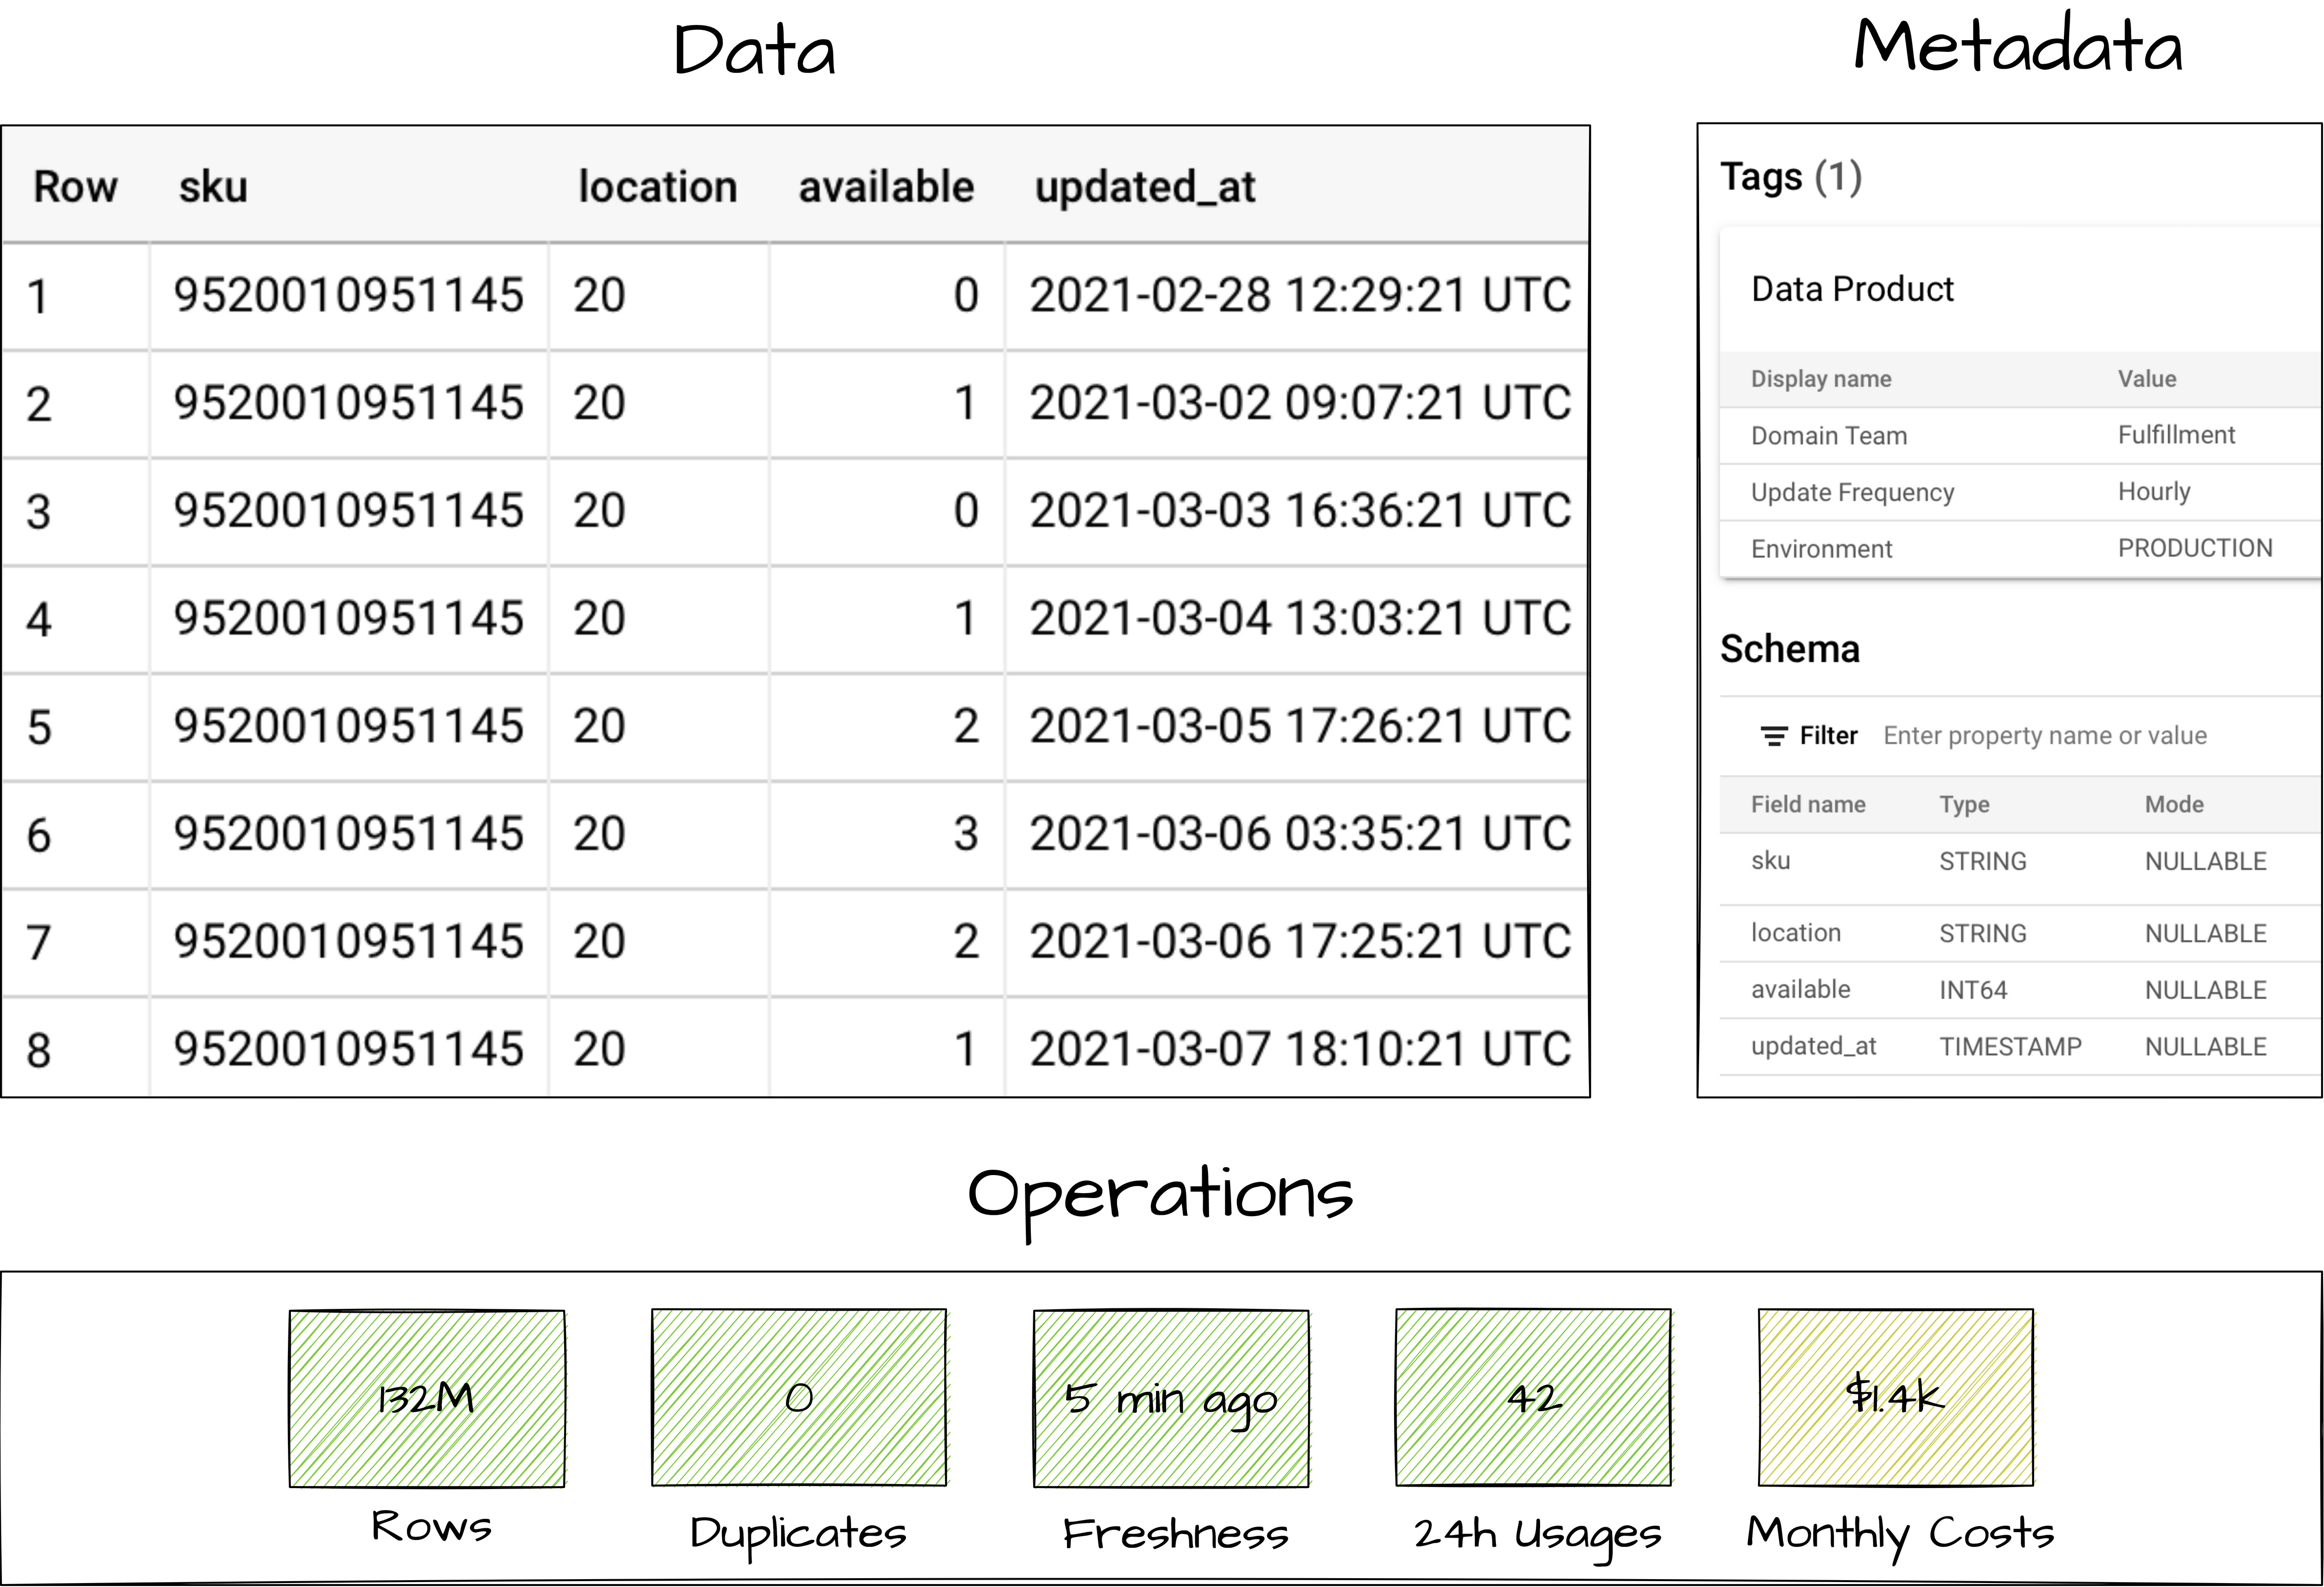 Data
Row sku location available updated_at
1 9520010951145 20 0 2021-02-28 12:29:21 UTC
2 9520010951145 20 1 2021-03-02 09:07:21 UTC
3 9520010951145 20 0 2021-03-03 16:36:21 UTC
4 9520010951145 20 1 2021-03-04 13:03:21 UTC
5 9520010951145 20 2 2021-03-05 17:26:21 UTC
6 9520010951145 20 3 2021-03-06 03:35:21 UTC
7 9520010951145 20 2 2021-03-06 17:25:21 UTC
8 9520010951145 20 1 2021-03-07 18:10:21 UTC
Metadata
Tags (1)
Data Product
Display name Value
Domain Team Fulfillment
Update Frequency Hourly
Environment PRODUCTION
Schema
Filter Enter property name or value
Field name Type Mode
sku STRING NULLABLE
location STRING NULLABLE
available INT64 NULLABLE
updated_at TIMESTAMP NULLABLE
Operations
132M 0 5 min ago 42 $1.4k
Rows Duplicates Freshness 24h Usages Monthly Costs